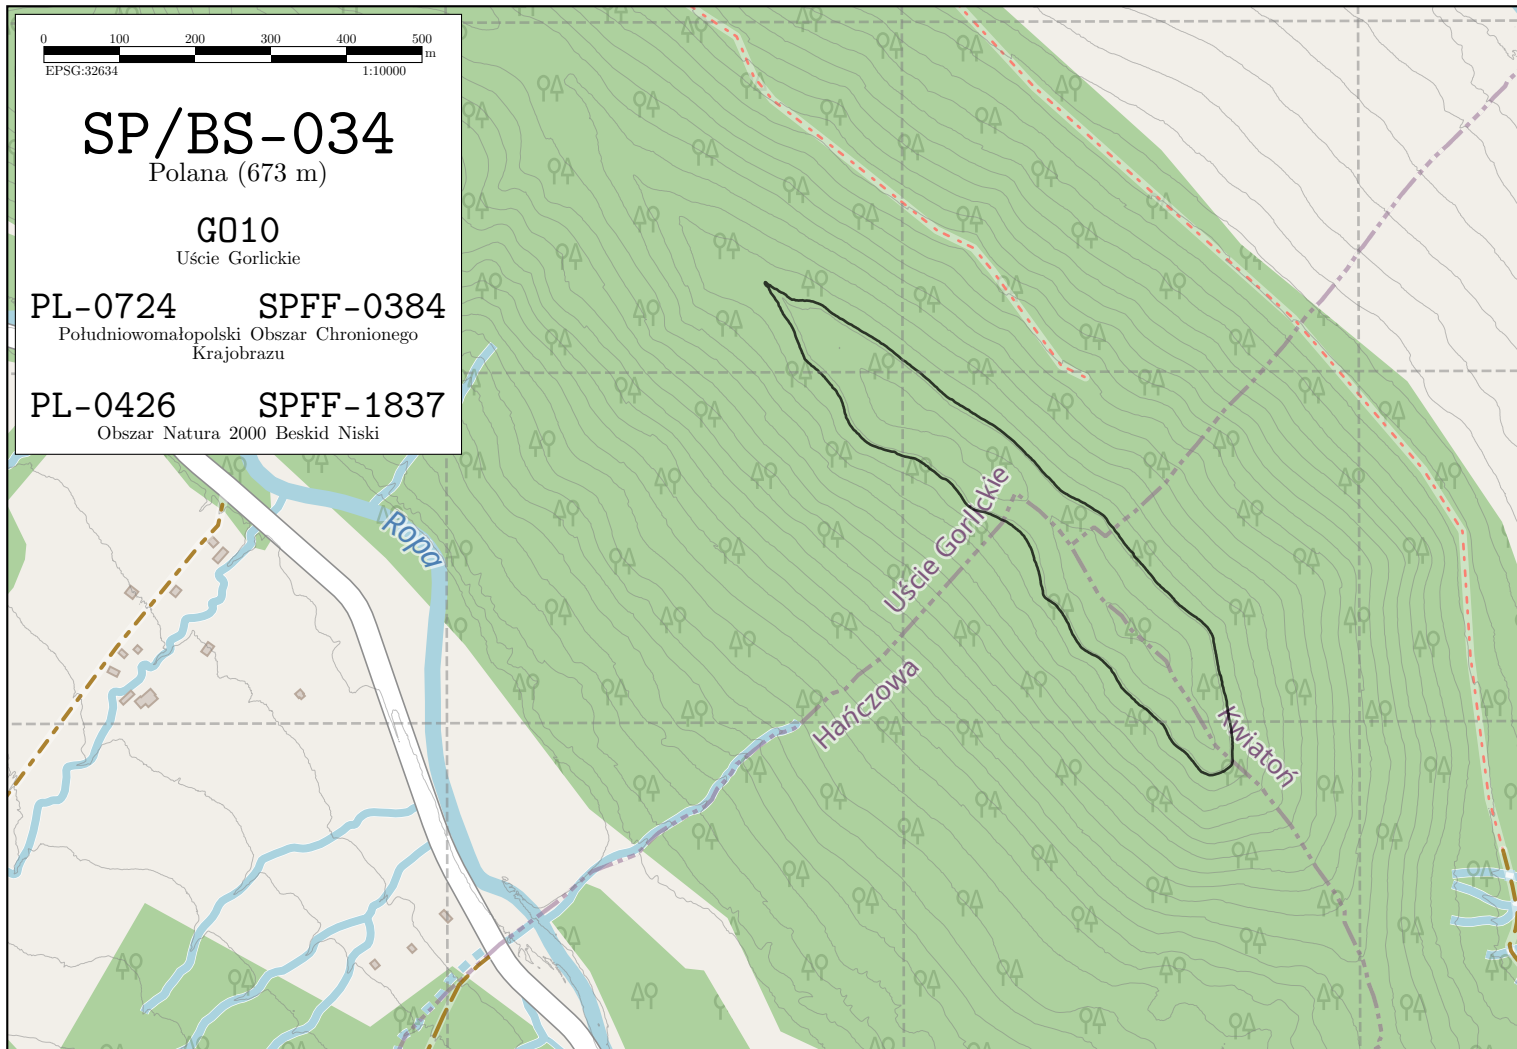 0 100 200 300 400 500
m
EPSG:32634 1:10000
SP/BS-034
Polana (673 m)
GO10
Uście Gorlickie
PL-0724 SPFF-0384
Południowomałopolski Obszar Chronionego
Krajobrazu
PL-0426 SPFF-1837
Obszar Natura 2000 Beskid Niski
Ropa
Uście Gorlickie
Hańczowa
Kwiatoń